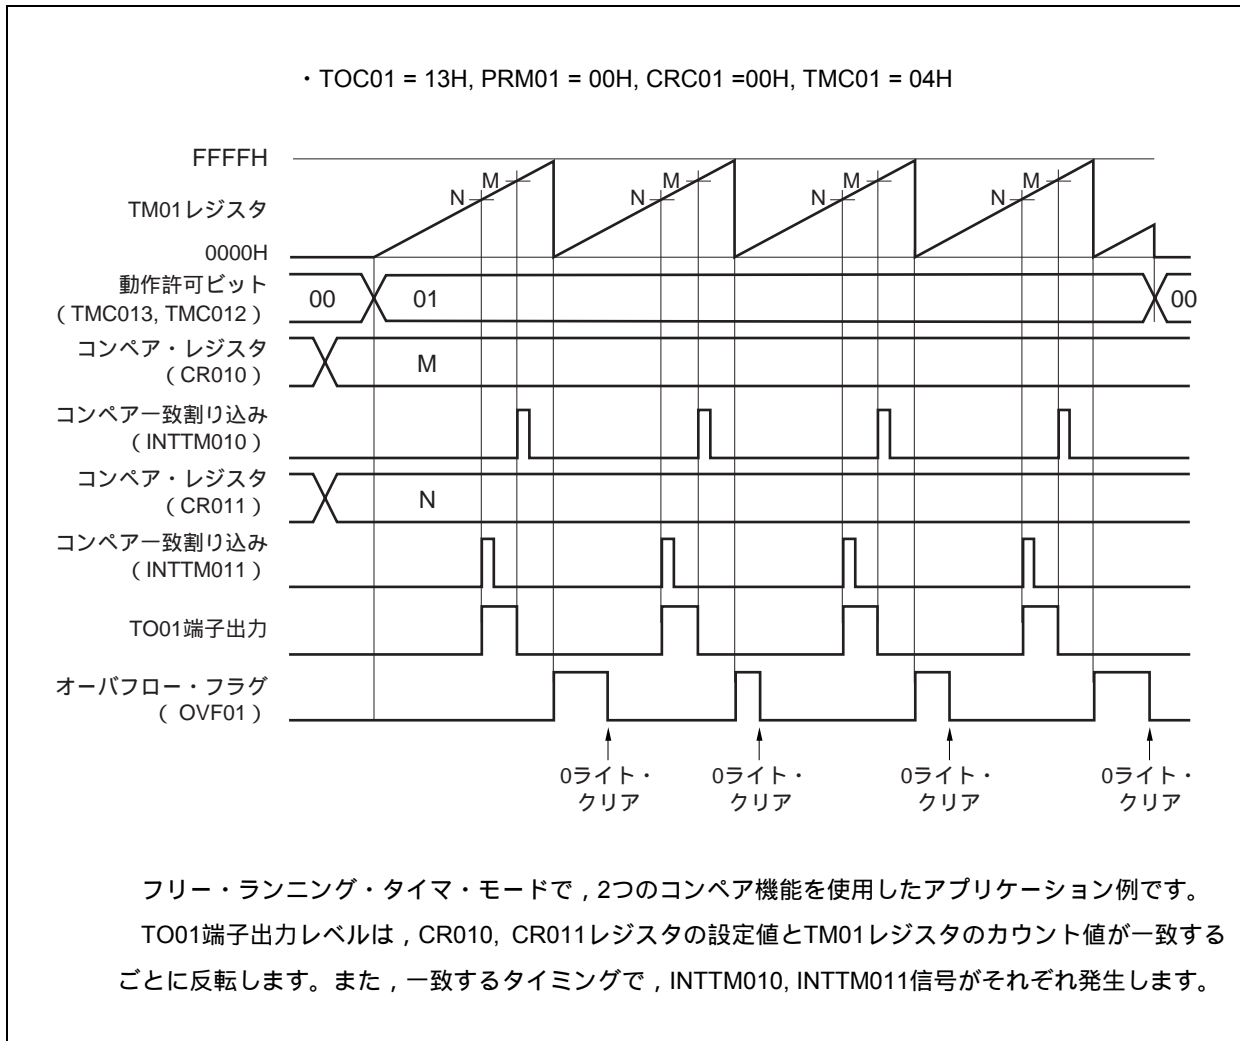 ・TOC01 = 13H, PRM01 = 00H, CRC01 =00H, TMC01 = 04H
FFFFH
M M M M
N N N N
TM01レジスタ
0000H
動作許可ビット
（TMC013, TMC012）
00 01 00
コンペア・レジスタ
（CR010）
M
コンペア一致割り込み
（INTTM010）
コンペア・レジスタ
（CR011）
N
コンペア一致割り込み
（INTTM011）
TO01端子出力
オーバフロー・フラグ
（ OVF01）
0ライト・
クリア
0ライト・
クリア
0ライト・
クリア
0ライト・
クリア
フリー・ランニング・タイマ・モードで，2つのコンペア機能を使用したアプリケーション例です。
TO01端子出力レベルは，CR010, CR011レジスタの設定値とTM01レジスタのカウント値が一致する
ごとに反転します。また，一致するタイミングで，INTTM010, INTTM011信号がそれぞれ発生します。